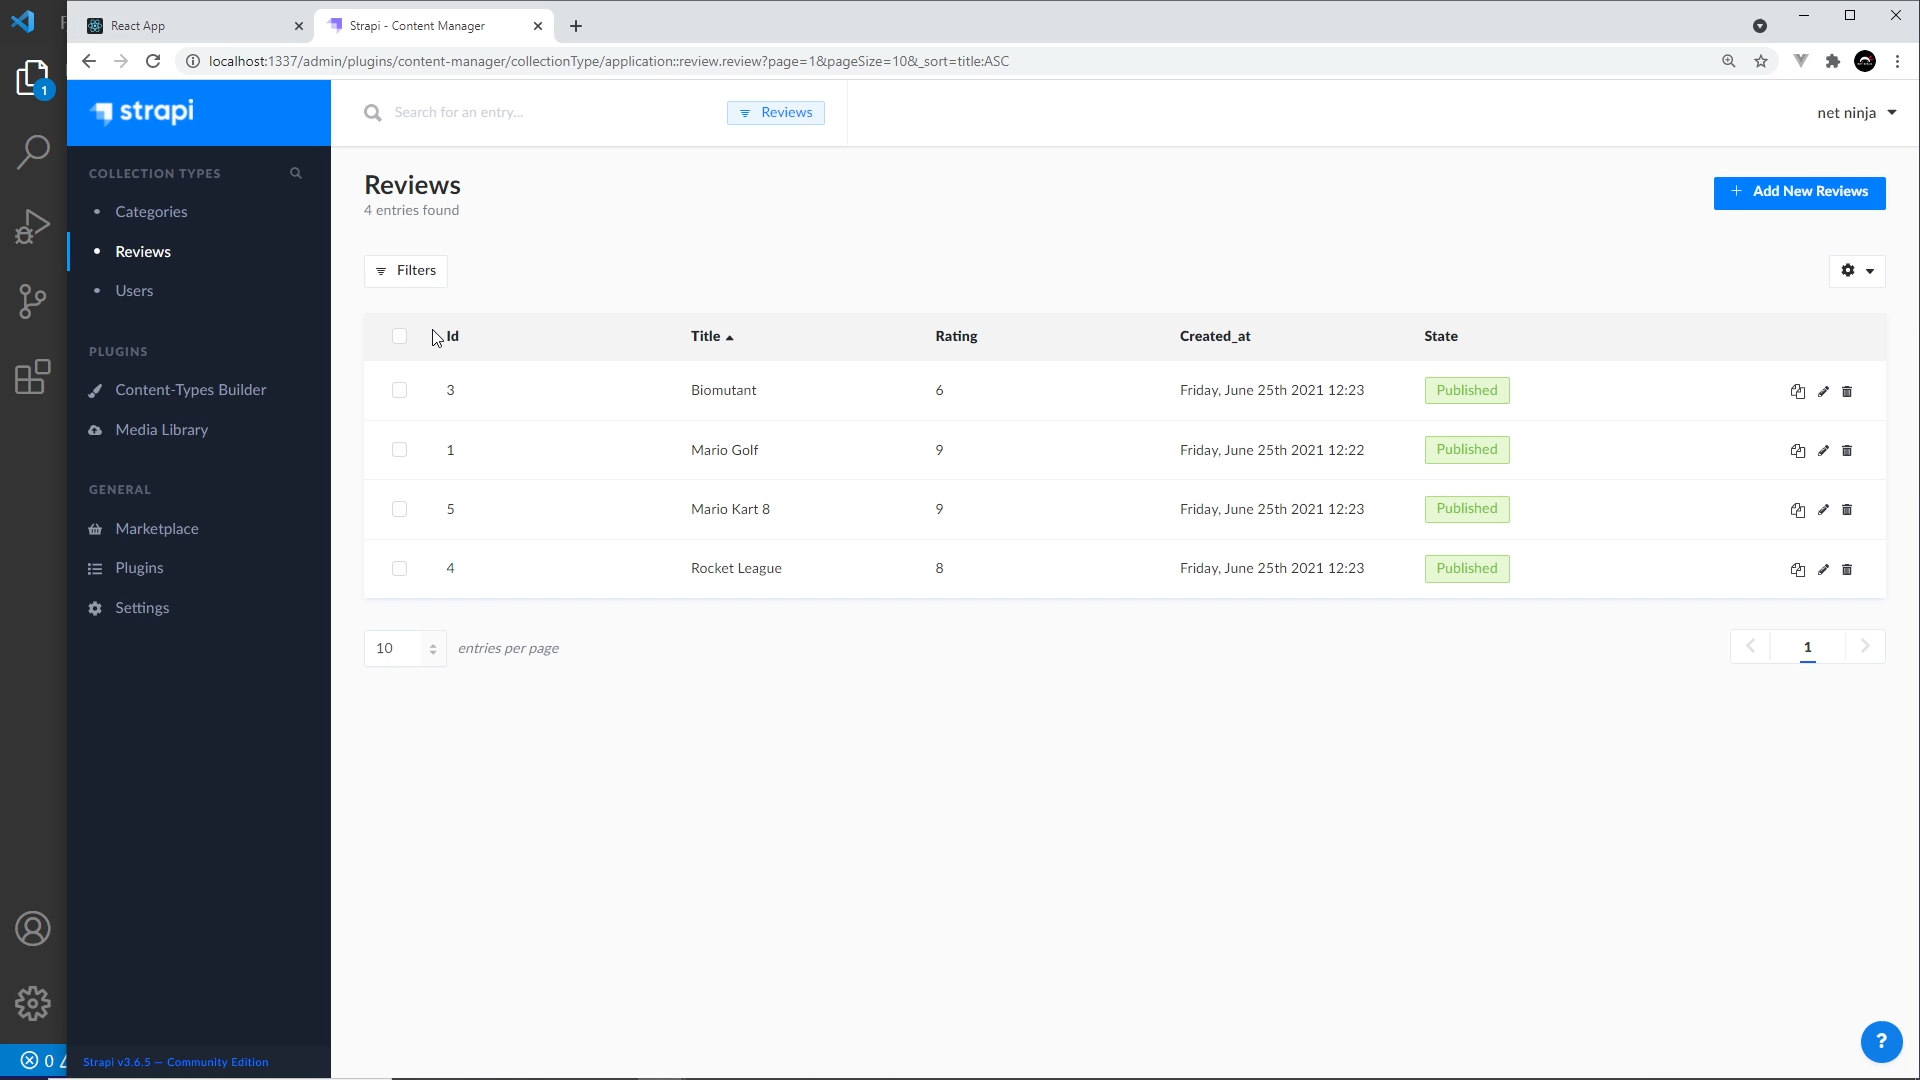 React App
Strapi - Content Manager
localhost:1337/admin/plugins/content-manager/collectionType/application::review.review?page=1&pageSize=10&_sort=title:ASC
1
strapi
Search for an entry...
Reviews
net ninja
COLLECTION TYPES
Categories
Reviews
Users
PLUGINS
Content-Types Builder
Media Library
GENERAL
Marketplace
Plugins
Settings
Strapi v3.6.5 — Community Edition
0
Reviews
4 entries found
+ Add New Reviews
Filters
Id Title Rating Created_at State
3 Biomutant 6 Friday, June 25th 2021 12:23 Published
1 Mario Golf 9 Friday, June 25th 2021 12:22 Published
5 Mario Kart 8 9 Friday, June 25th 2021 12:23 Published
4 Rocket League 8 Friday, June 25th 2021 12:23 Published
10 entries per page
1
?